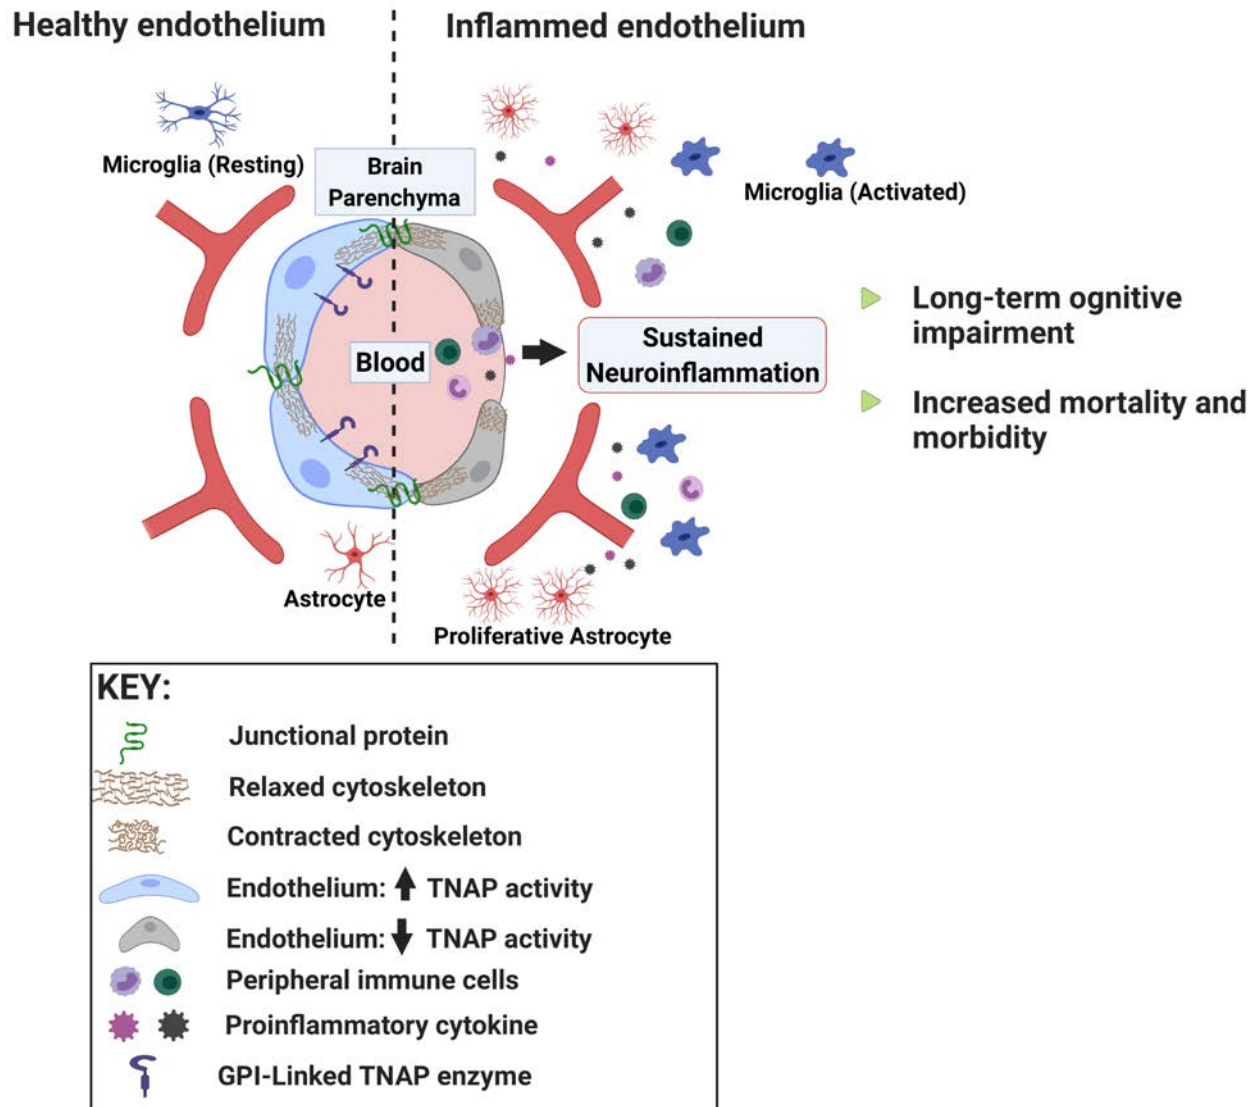 Healthy endothelium
Inflammed endothelium
Microglia (Resting)
Brain
Parenchyma
Microglia (Activated)
Blood
Sustained
Neuroinflammation
Long-term ognitive
impairment
Increased mortality and
morbidity
Astrocyte
Proliferative Astrocyte
KEY:
Junctional protein
Relaxed cytoskeleton
Contracted cytoskeleton
Endothelium: TNAP activity
Endothelium: TNAP activity
Peripheral immune cells
Proinflammatory cytokine
GPI-Linked TNAP enzyme